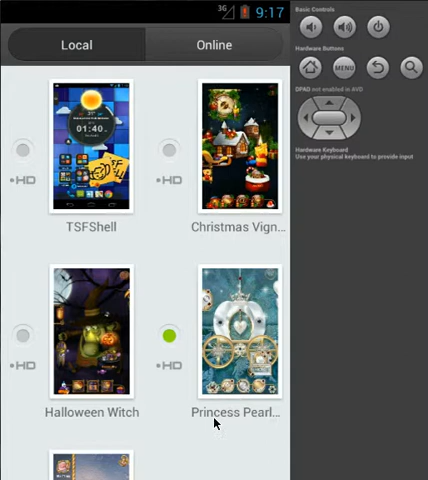 3G 9:17
Local Online
01:40
•HD •HD
TSFShell Christmas Vign...
•HD •HD
Halloween Witch Princess Pearl...
Basic Controls
Hardware Buttons
MENU
DPAD not enabled in AVD
Hardware Keyboard
Use your physical keyboard to provide input